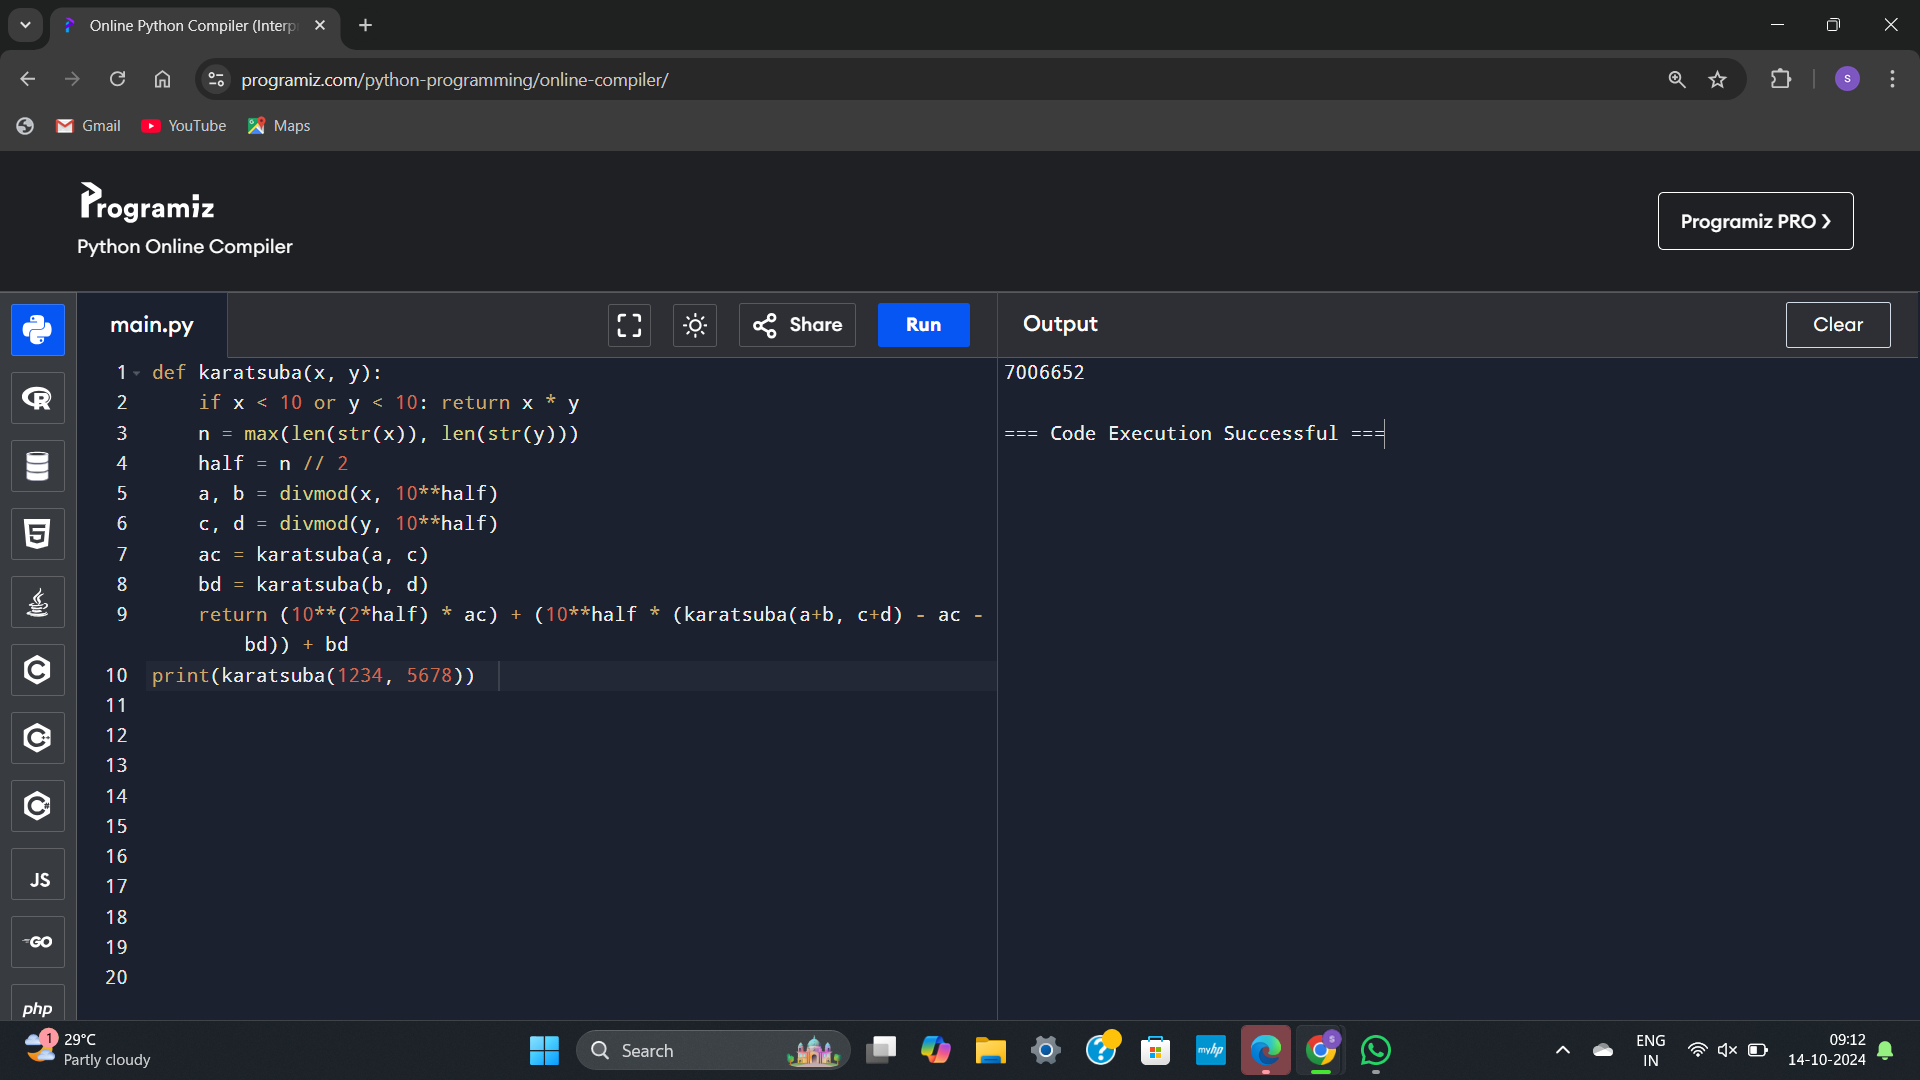 Online Python Compiler (Interp
programiz.com/python-programming/online-compiler/
S
Gmail
YouTube
Maps
Programiz
Python Online Compiler
Programiz PRO ❯
main.py
Share
Run
Output
Clear
1 def karatsuba(x, y):
2     if x < 10 or y < 10: return x * y
3     n = max(len(str(x)), len(str(y)))
4     half = n // 2
5     a, b = divmod(x, 10**half)
6     c, d = divmod(y, 10**half)
7     ac = karatsuba(a, c)
8     bd = karatsuba(b, d)
9     return (10**(2*half) * ac) + (10**half * (karatsuba(a+b, c+d) - ac -
        bd)) + bd
10 print(karatsuba(1234, 5678))
11
12
13
14
15
16
17
18
19
20
7006652
=== Code Execution Successful ===
R
5
C
C++
C#
JS
GO
php
1
29°C
Partly cloudy
Search
myhp
S
ENG
IN
09:12
14-10-2024